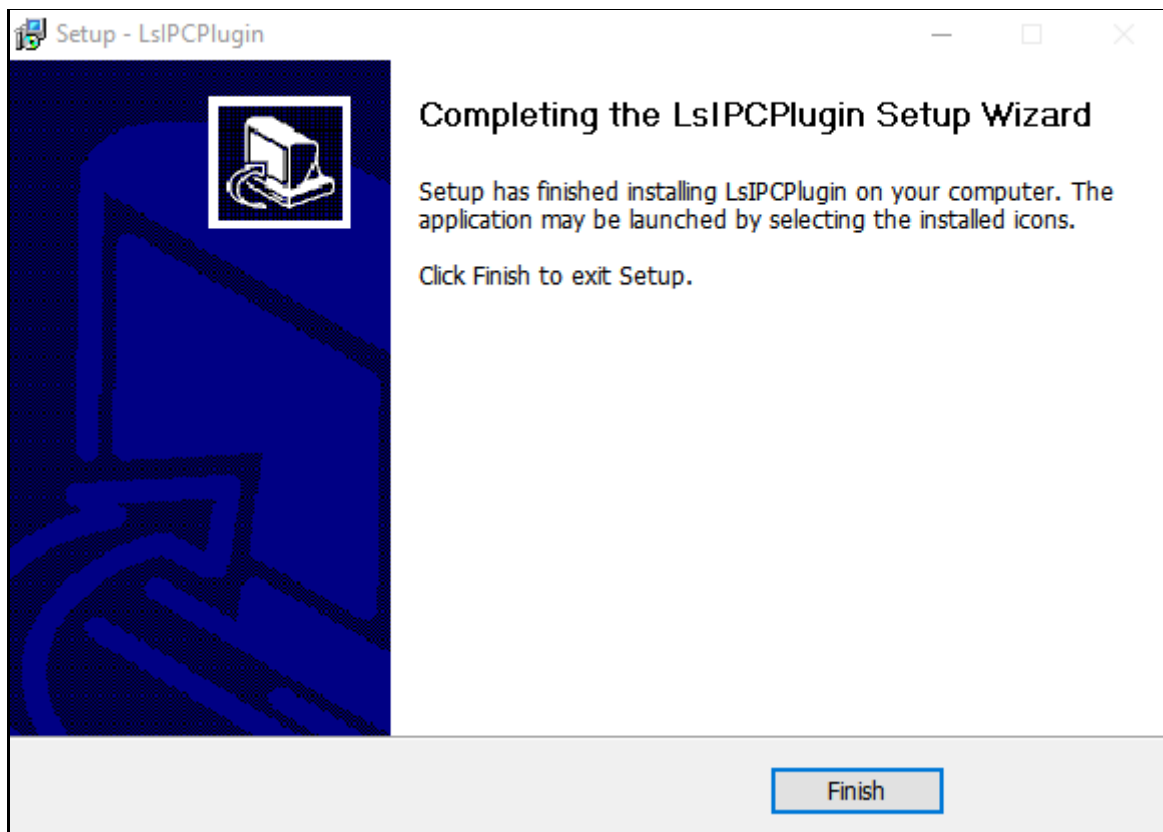 Setup - LsIPCPlugin
Completing the LsIPCPlugin Setup Wizard
Setup has finished installing LsIPCPlugin on your computer. The
application may be launched by selecting the installed icons.
Click Finish to exit Setup.
Finish